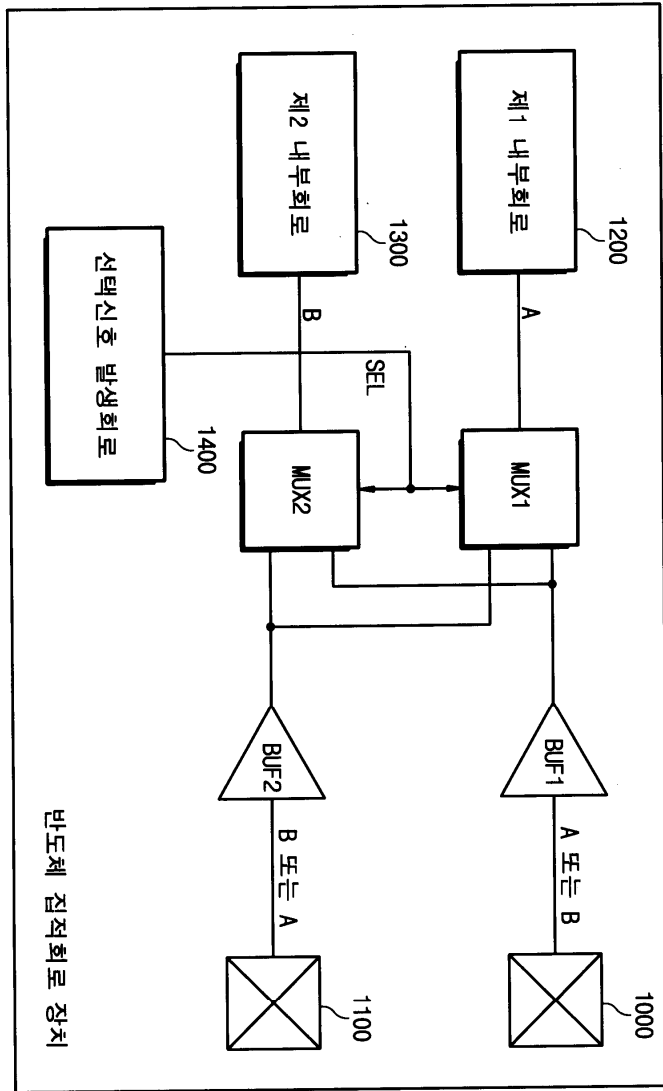 1200
1000
제1 내부회로
A
MUX1
BUF1
A 또는 B
1300
SEL
1100
제2 내부회로
B
MUX2
BUF2
B 또는 A
1400
선택신호 발생회로
반도체 집적회로 장치